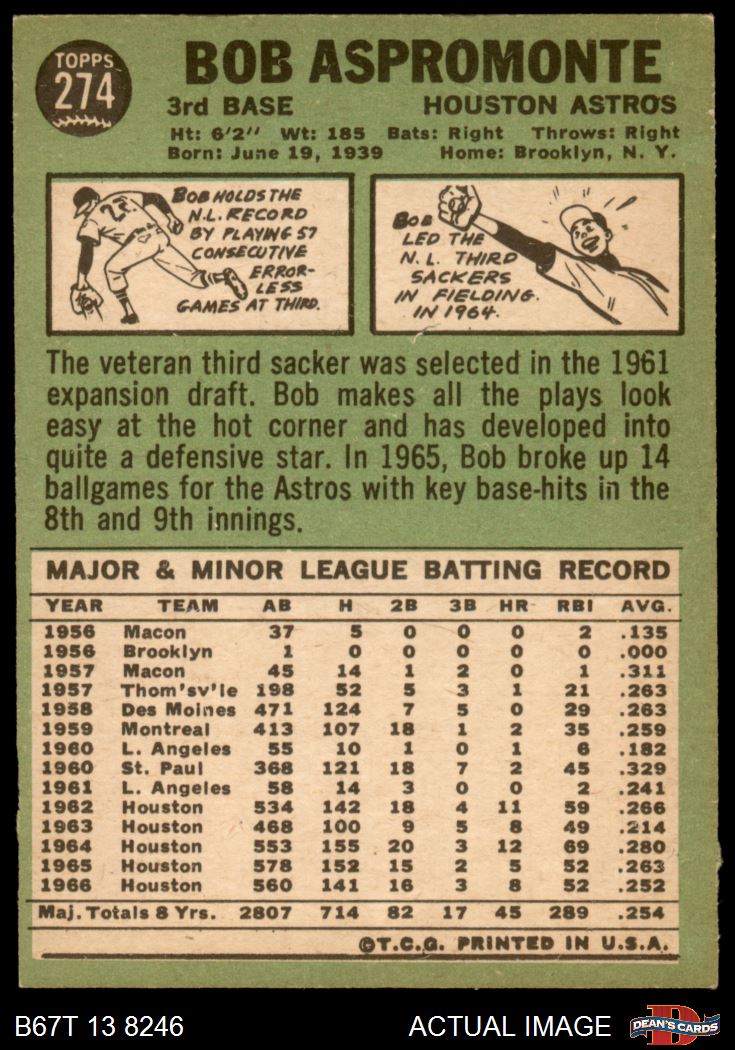 TOPPS
274
BOB ASPROMONTE
3rd BASE HOUSTON ASTROS
Ht: 6'2" Wt: 185 Bats: Right Throws: Right
Born: June 19, 1939 Home: Brooklyn, N. Y.
BOB HOLDS THE
N.L. RECORD
BY PLAYING 57
CONSECUTIVE
ERROR-
LESS
GAMES AT THIRD.
BOB
LED THE
N.L. THIRD
SACKERS
IN FIELDING
IN 1964.
The veteran third sacker was selected in the 1961
expansion draft. Bob makes all the plays look
easy at the hot corner and has developed into
quite a defensive star. In 1965, Bob broke up 14
ballgames for the Astros with key base-hits in the
8th and 9th innings.
MAJOR & MINOR LEAGUE BATTING RECORD
YEAR TEAM AB H 2B 3B HR RBI AVG.
1956 Macon 37 5 0 0 0 2 .135
1956 Brooklyn 1 0 0 0 0 0 .000
1957 Macon 45 14 1 2 0 1 .311
1957 Thom'sv'le 198 52 5 3 1 21 .263
1958 Des Moines 471 124 7 5 0 29 .263
1959 Montreal 413 107 18 1 2 35 .259
1960 L. Angeles 55 10 1 0 1 6 .182
1960 St. Paul 368 121 18 7 2 45 .329
1961 L. Angeles 58 14 3 0 0 2 .241
1962 Houston 534 142 18 4 11 59 .266
1963 Houston 468 100 9 5 8 49 .214
1964 Houston 553 155 20 3 12 69 .280
1965 Houston 578 152 15 2 5 52 .263
1966 Houston 560 141 16 3 8 52 .252
Maj. Totals 8 Yrs. 2807 714 82 17 45 289 .254
©T.C.G. PRINTED IN U.S.A.
B67T 13 8246 ACTUAL IMAGE
D
DEAN'S CARDS